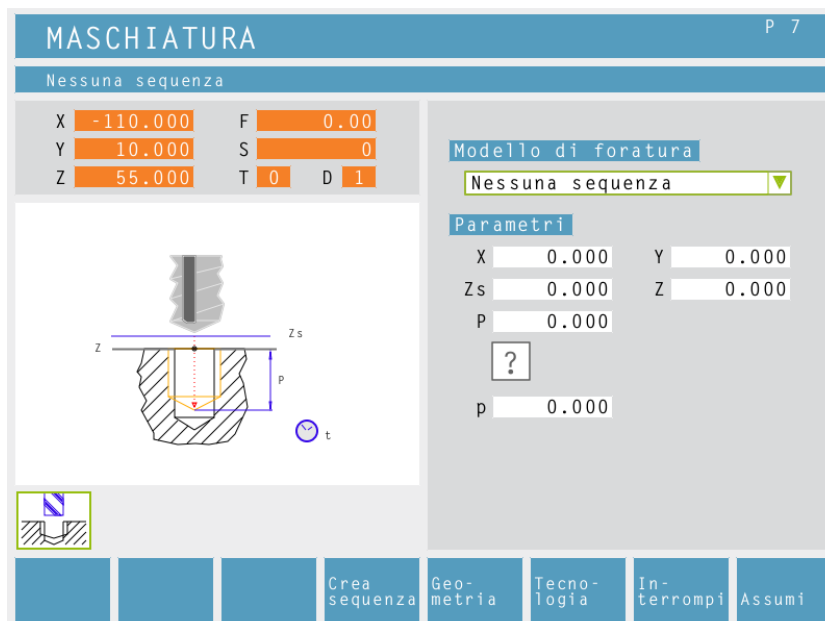 MASCHIATURA
P 7
Nessuna sequenza
X -110.000 F 0.00
Y 10.000 S 0
Z 55.000 T 0 D 1
Modello di foratura
Nessuna sequenza
Parametri
X 0.000 Y 0.000
Zs 0.000 Z 0.000
P 0.000
?
p 0.000
Zs
Z
P
t
Crea
sequenza
Geo-
metria
Tecno-
logia
In-
terrompi
Assumi